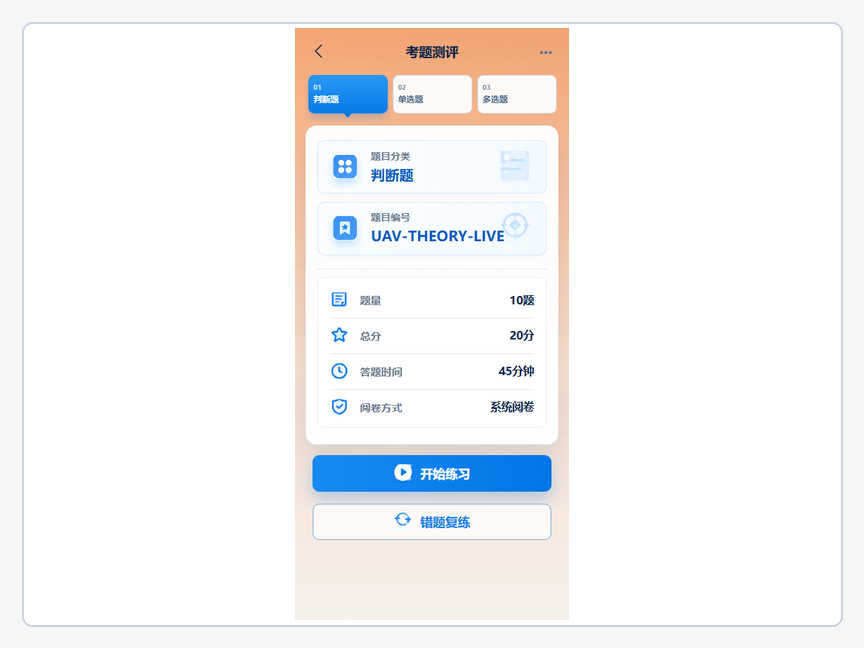 考题测评
01
判断题
02
单选题
03
多选题
题目分类
判断题
题目编号
UAV-THEORY-LIVE
题量
10题
总分
20分
答题时间
45分钟
阅卷方式
系统阅卷
开始练习
错题复练